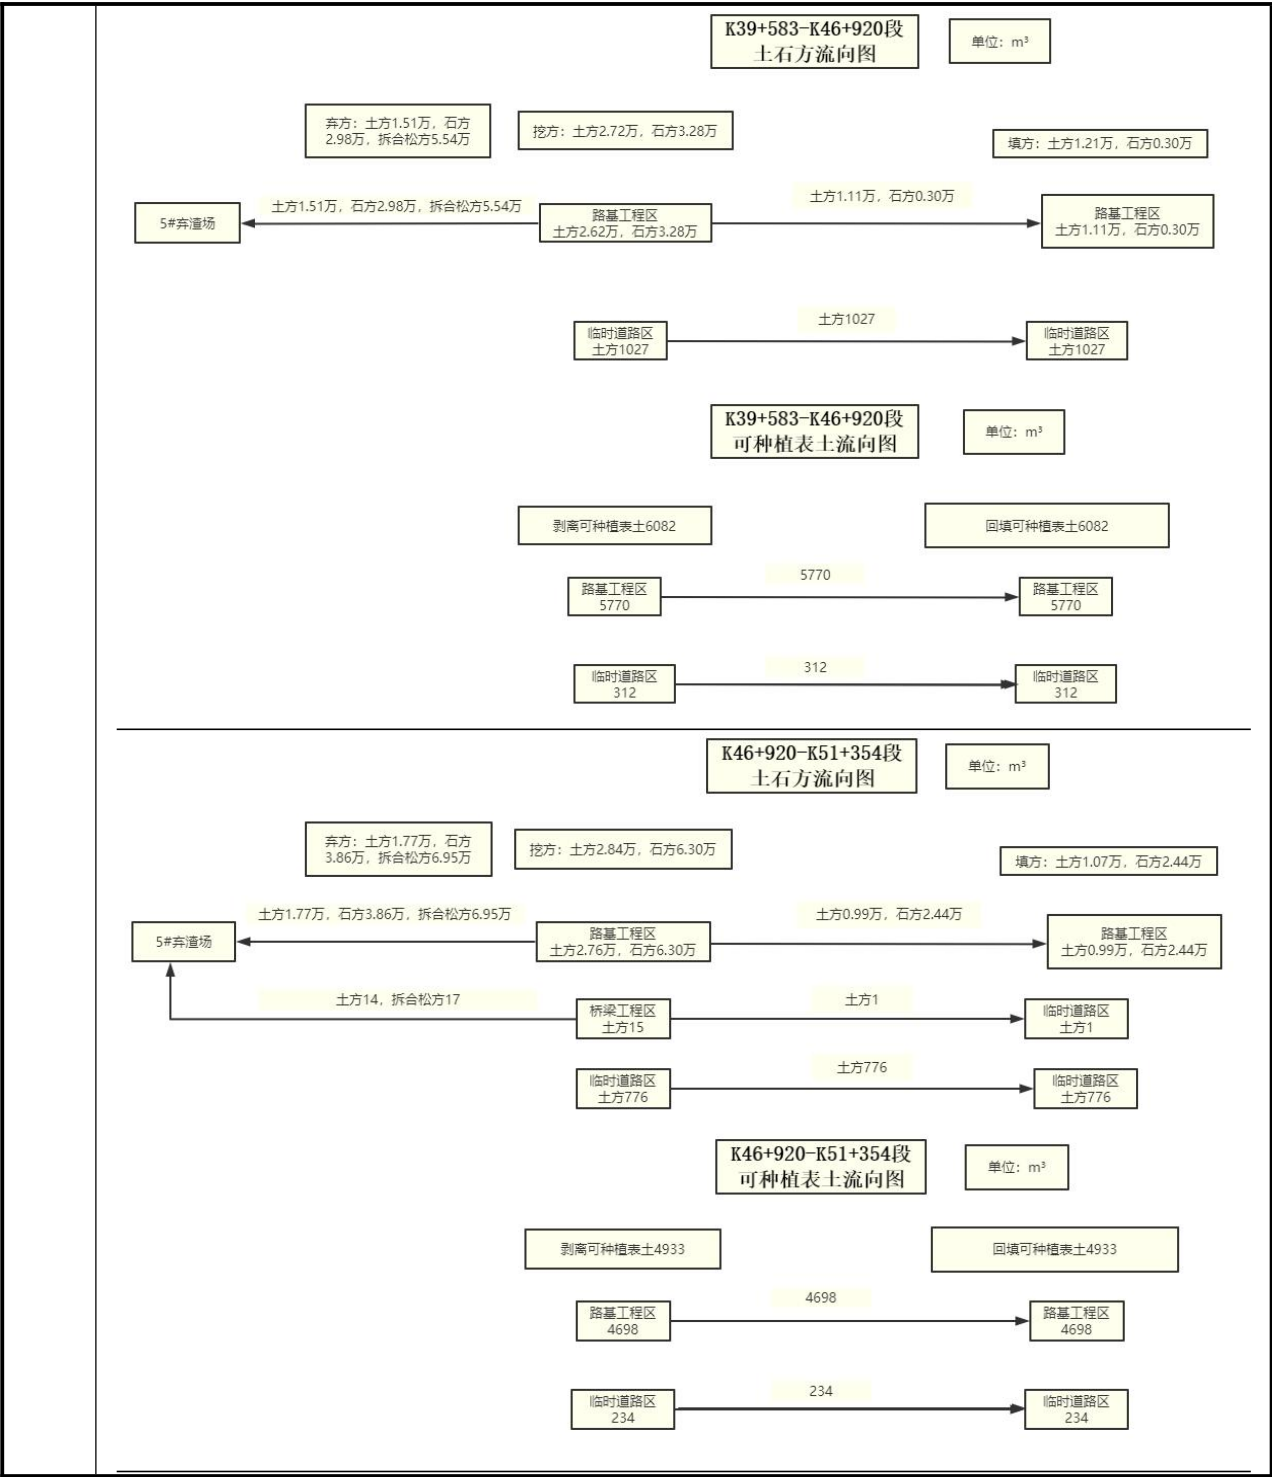 K39+583-K46+920段
土石方流向图
单位：m³
弃方：土方1.51万，石方
2.98万，拆合松方5.54万
挖方：土方2.72万，石方3.28万
填方：土方1.21万，石方0.30万
土方1.51万，石方2.98万，拆合松方5.54万
土方1.11万，石方0.30万
5#弃渣场
路基工程区
土方2.62万，石方3.28万
路基工程区
土方1.11万，石方0.30万
土方1027
临时道路区
土方1027
临时道路区
土方1027
K39+583-K46+920段
可种植表土流向图
单位：m³
剥离可种植表土6082
回填可种植表土6082
5770
路基工程区
5770
路基工程区
5770
312
临时道路区
312
临时道路区
312
K46+920-K51+354段
土石方流向图
单位：m³
弃方：土方1.77万，石方
3.86万，拆合松方6.95万
挖方：土方2.84万，石方6.30万
填方：土方1.07万，石方2.44万
土方1.77万，石方3.86万，拆合松方6.95万
土方0.99万，石方2.44万
5#弃渣场
路基工程区
土方2.76万，石方6.30万
路基工程区
土方0.99万，石方2.44万
土方14，拆合松方17
桥梁工程区
土方15
土方1
临时道路区
土方1
土方776
临时道路区
土方776
临时道路区
土方776
K46+920-K51+354段
可种植表土流向图
单位：m³
剥离可种植表土4933
回填可种植表土4933
4698
路基工程区
4698
路基工程区
4698
234
临时道路区
234
临时道路区
234